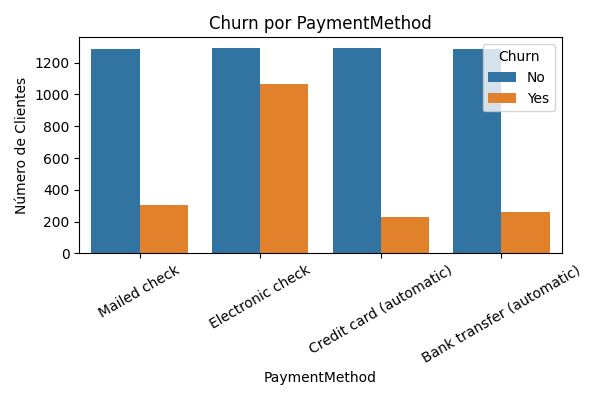 Churn por PaymentMethod
Número de Clientes
1200
1000
800
600
400
200
0
Churn
No
Yes
Mailed check
Electronic check
Credit card (automatic)
Bank transfer (automatic)
PaymentMethod